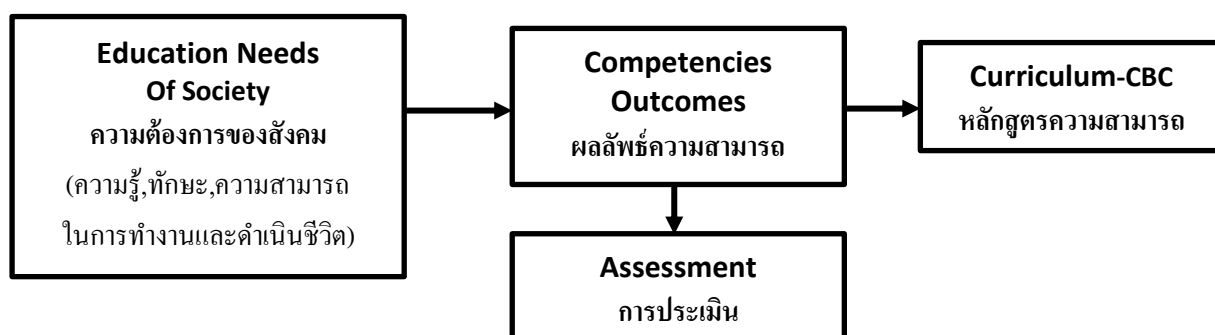 Education Needs
Of Society
ความต้องการของสังคม
(ความรู้,ทักษะ,ความสามารถ
ในการทำงานและดำเนินชีวิต)
Competencies
Outcomes
ผลลัพธ์ความสามารถ
Curriculum-CBC
หลักสูตรความสามารถ
Assessment
การประเมิน